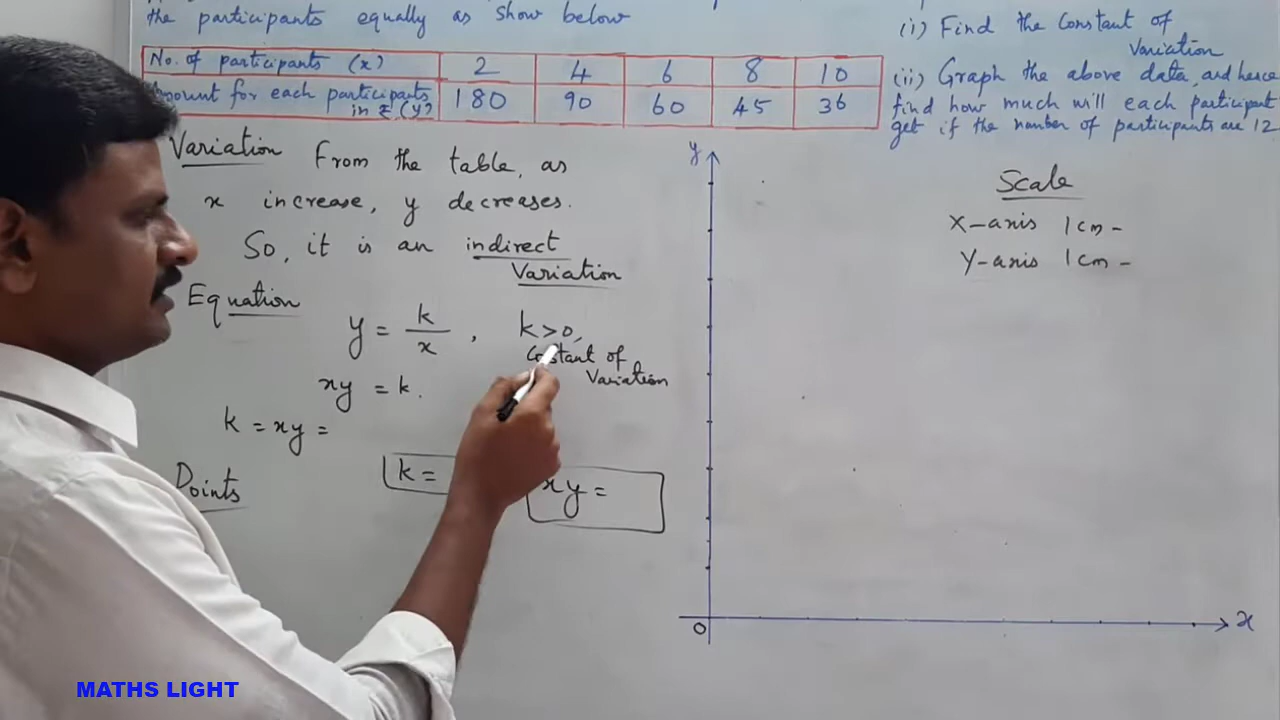 the participants equally as show below
No. of participants (x) 2 4 6 8 10
Amount for each participants in ₹ (y) 180 90 60 45 36
(i) Find the Constant of
Variation
(ii) Graph the above data, and hence
find how much will each participant
get if the number of participants are 12
Variation From the table, as
x increase, y decreases.
So, it is an indirect
Variation
Equation
y = k/x , k>0,
Constant of
Variation
xy = k.
k = xy =
Points
k =
xy =
y
Scale
X-axis 1cm -
Y-axis 1cm -
0
x
MATHS LIGHT